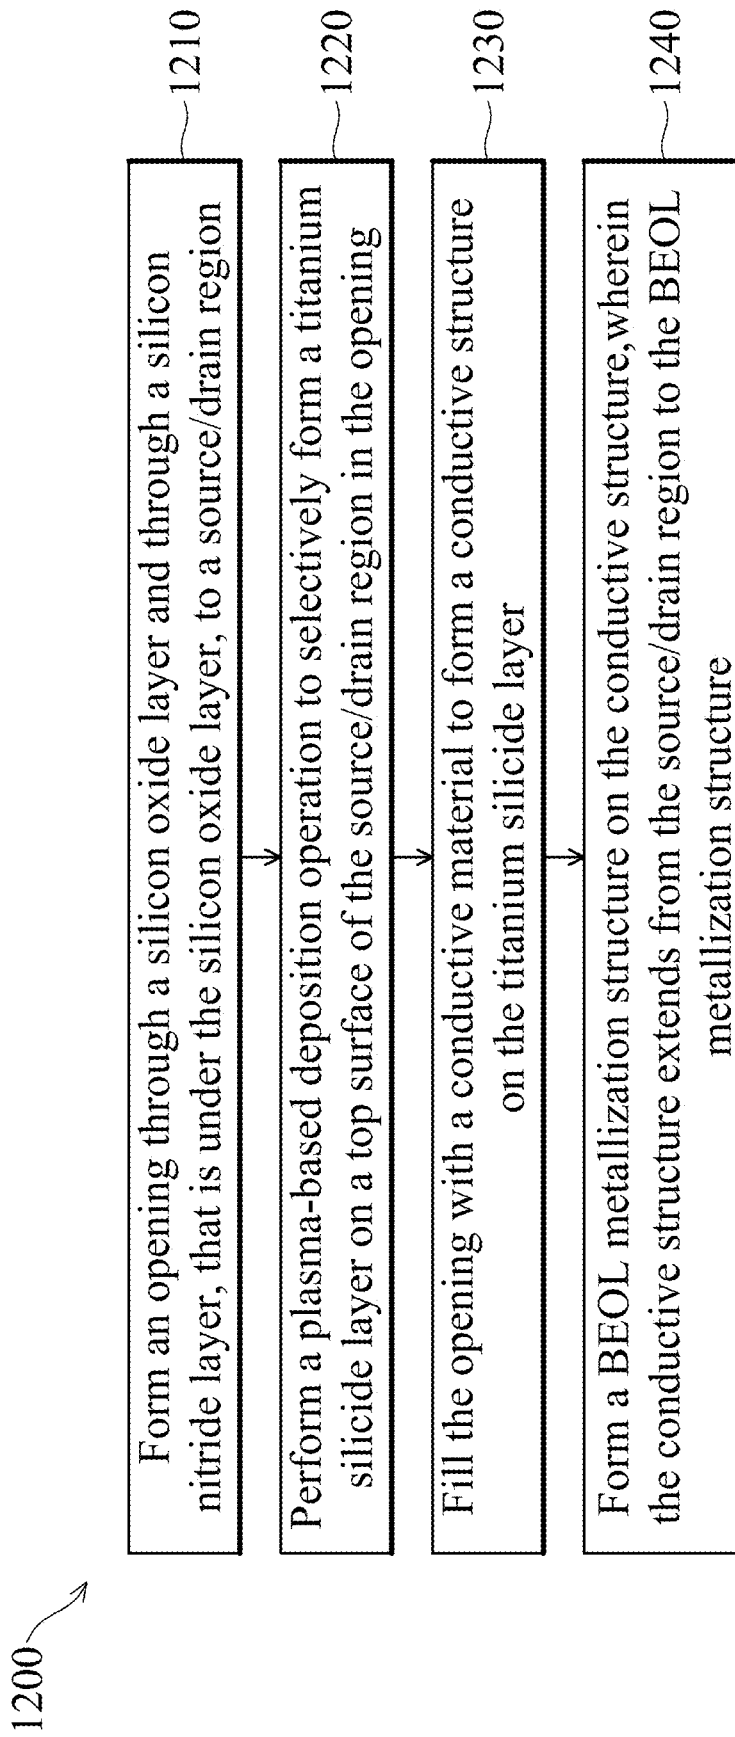 1200
Form an opening through a silicon oxide layer and through a silicon
nitride layer, that is under the silicon oxide layer, to a source/drain region
1210
Perform a plasma-based deposition operation to selectively form a titanium
silicide layer on a top surface of the source/drain region in the opening
1220
Fill the opening with a conductive material to form a conductive structure
on the titanium silicide layer
1230
Form a BEOL metallization structure on the conductive structure,wherein
the conductive structure extends from the source/drain region to the BEOL
metallization structure
1240